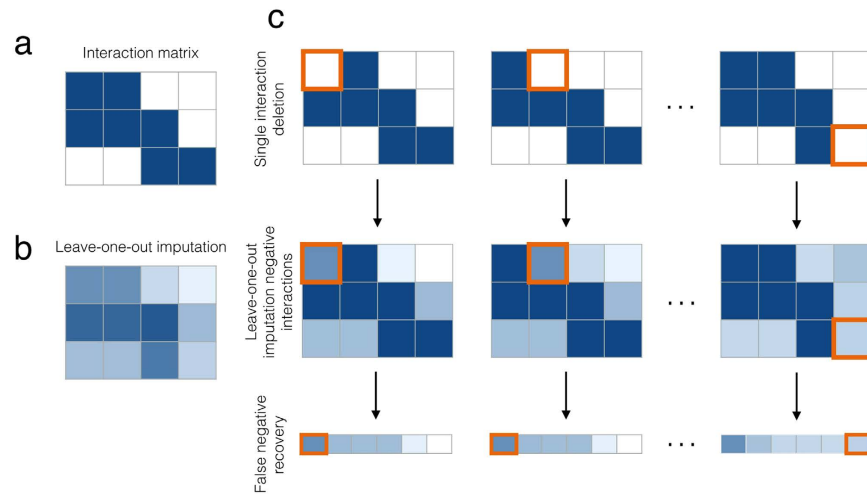 a
Interaction matrix
b
Leave-one-out imputation
c
Single interaction
deletion
. . .
Leave-one-out
imputation negative
interactions
. . .
False negative
recovery
. . .